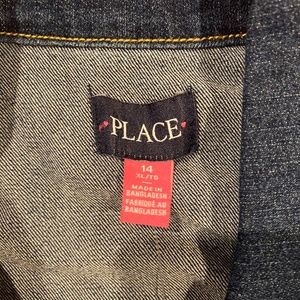 PLACE
14
XL/TG
MADE IN
BANGLADESH
FABRIQUÉ AU
BANGLADESH